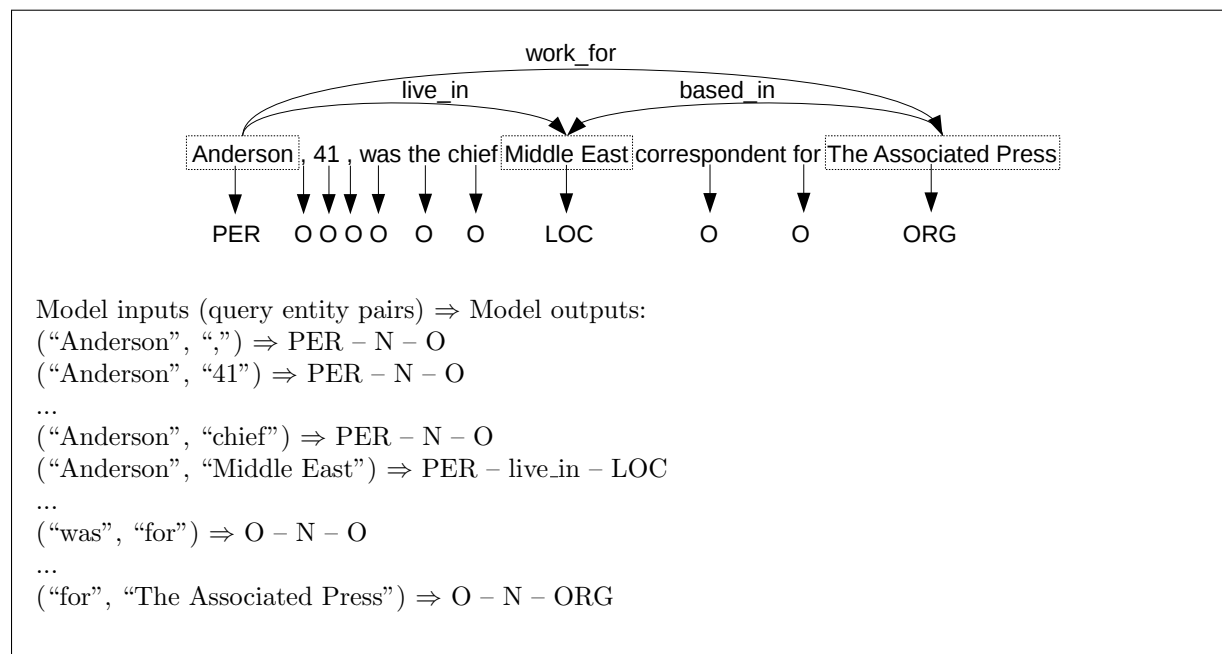 work_for
live_in based_in
Anderson , 41 , was the chief Middle East correspondent for The Associated Press
PER O O O O O O LOC O O ORG
Model inputs (query entity pairs) ⇒ Model outputs:
(“Anderson”, “,”) ⇒ PER – N – O
(“Anderson”, “41”) ⇒ PER – N – O
...
(“Anderson”, “chief”) ⇒ PER – N – O
(“Anderson”, “Middle East”) ⇒ PER – live_in – LOC
...
(“was”, “for”) ⇒ O – N – O
...
(“for”, “The Associated Press”) ⇒ O – N – ORG